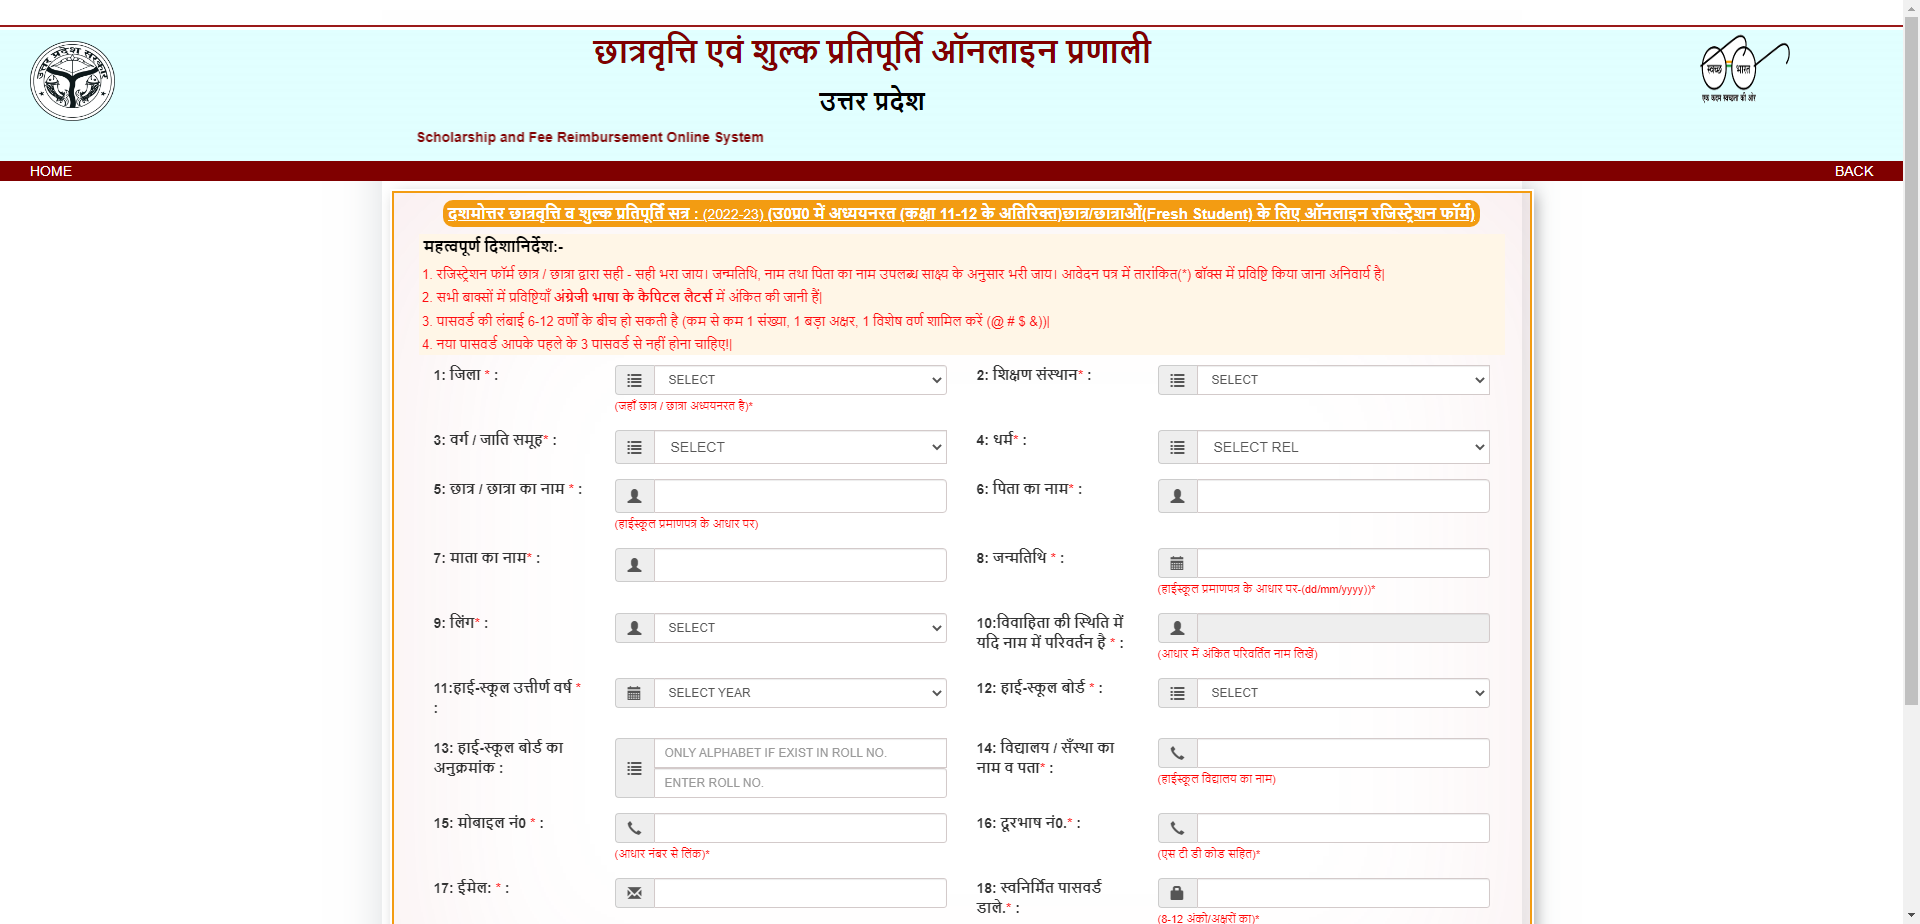 छात्रवृत्ति एवं शुल्क प्रतिपूर्ति ऑनलाइन प्रणाली
उत्तर प्रदेश
Scholarship and Fee Reimbursement Online System
उत्तर प्रदेश सरकार
स्वच्छ भारत
एक कदम स्वच्छता की ओर
HOME BACK
दशमोत्तर छात्रवृत्ति व शुल्क प्रतिपूर्ति सत्र : (2022-23) (उ0प्र0 में अध्ययनरत (कक्षा 11-12 के अतिरिक्त)छात्र/छात्राओं(Fresh Student) के लिए ऑनलाइन रजिस्ट्रेशन फॉर्म)
महत्वपूर्ण दिशानिर्देश:-
1. रजिस्ट्रेशन फॉर्म छात्र / छात्रा द्वारा सही - सही भरा जाय। जन्मतिथि, नाम तथा पिता का नाम उपलब्ध साक्ष्य के अनुसार भरी जाय। आवेदन पत्र में तारांकित(*) बॉक्स में प्रविष्टि किया जाना अनिवार्य है|
2. सभी बाक्सों में प्रविष्टियाँ अंग्रेजी भाषा के कैपिटल लैटर्स में अंकित की जानी हैं|
3. पासवर्ड की लंबाई 6-12 वर्णों के बीच हो सकती है (कम से कम 1 संख्या, 1 बड़ा अक्षर, 1 विशेष वर्ण शामिल करें (@ # $ &))|
4. नया पासवर्ड आपके पहले के 3 पासवर्ड से नहीं होना चाहिए!|
1: जिला * : SELECT 2: शिक्षण संस्थान* : SELECT
(जहाँ छात्र / छात्रा अध्ययनरत है)*
3: वर्ग / जाति समूह* : SELECT 4: धर्म* : SELECT REL
5: छात्र / छात्रा का नाम * : 6: पिता का नाम* :
(हाईस्कूल प्रमाणपत्र के आधार पर)
7: माता का नाम* : 8: जन्मतिथि * :
(हाईस्कूल प्रमाणपत्र के आधार पर-(dd/mm/yyyy))*
9: लिंग* : SELECT 10:विवाहिता की स्थिति में
यदि नाम में परिवर्तन है * :
(आधार में अंकित परिवर्तित नाम लिखें)
11:हाई-स्कूल उत्तीर्ण वर्ष * SELECT YEAR 12: हाई-स्कूल बोर्ड * : SELECT
:
13: हाई-स्कूल बोर्ड का ONLY ALPHABET IF EXIST IN ROLL NO. 14: विद्यालय / सँस्था का
अनुक्रमांक : ENTER ROLL NO. नाम व पता* :
(हाईस्कूल विद्यालय का नाम)
15: मोबाइल नं0 * : 16: दूरभाष नं0.* :
(आधार नंबर से लिंक)* (एस टी डी कोड सहित)*
17: ईमेल: * : 18: स्वनिर्मित पासवर्ड
डाले.* :
(8-12 अंको/अक्षरों का)*